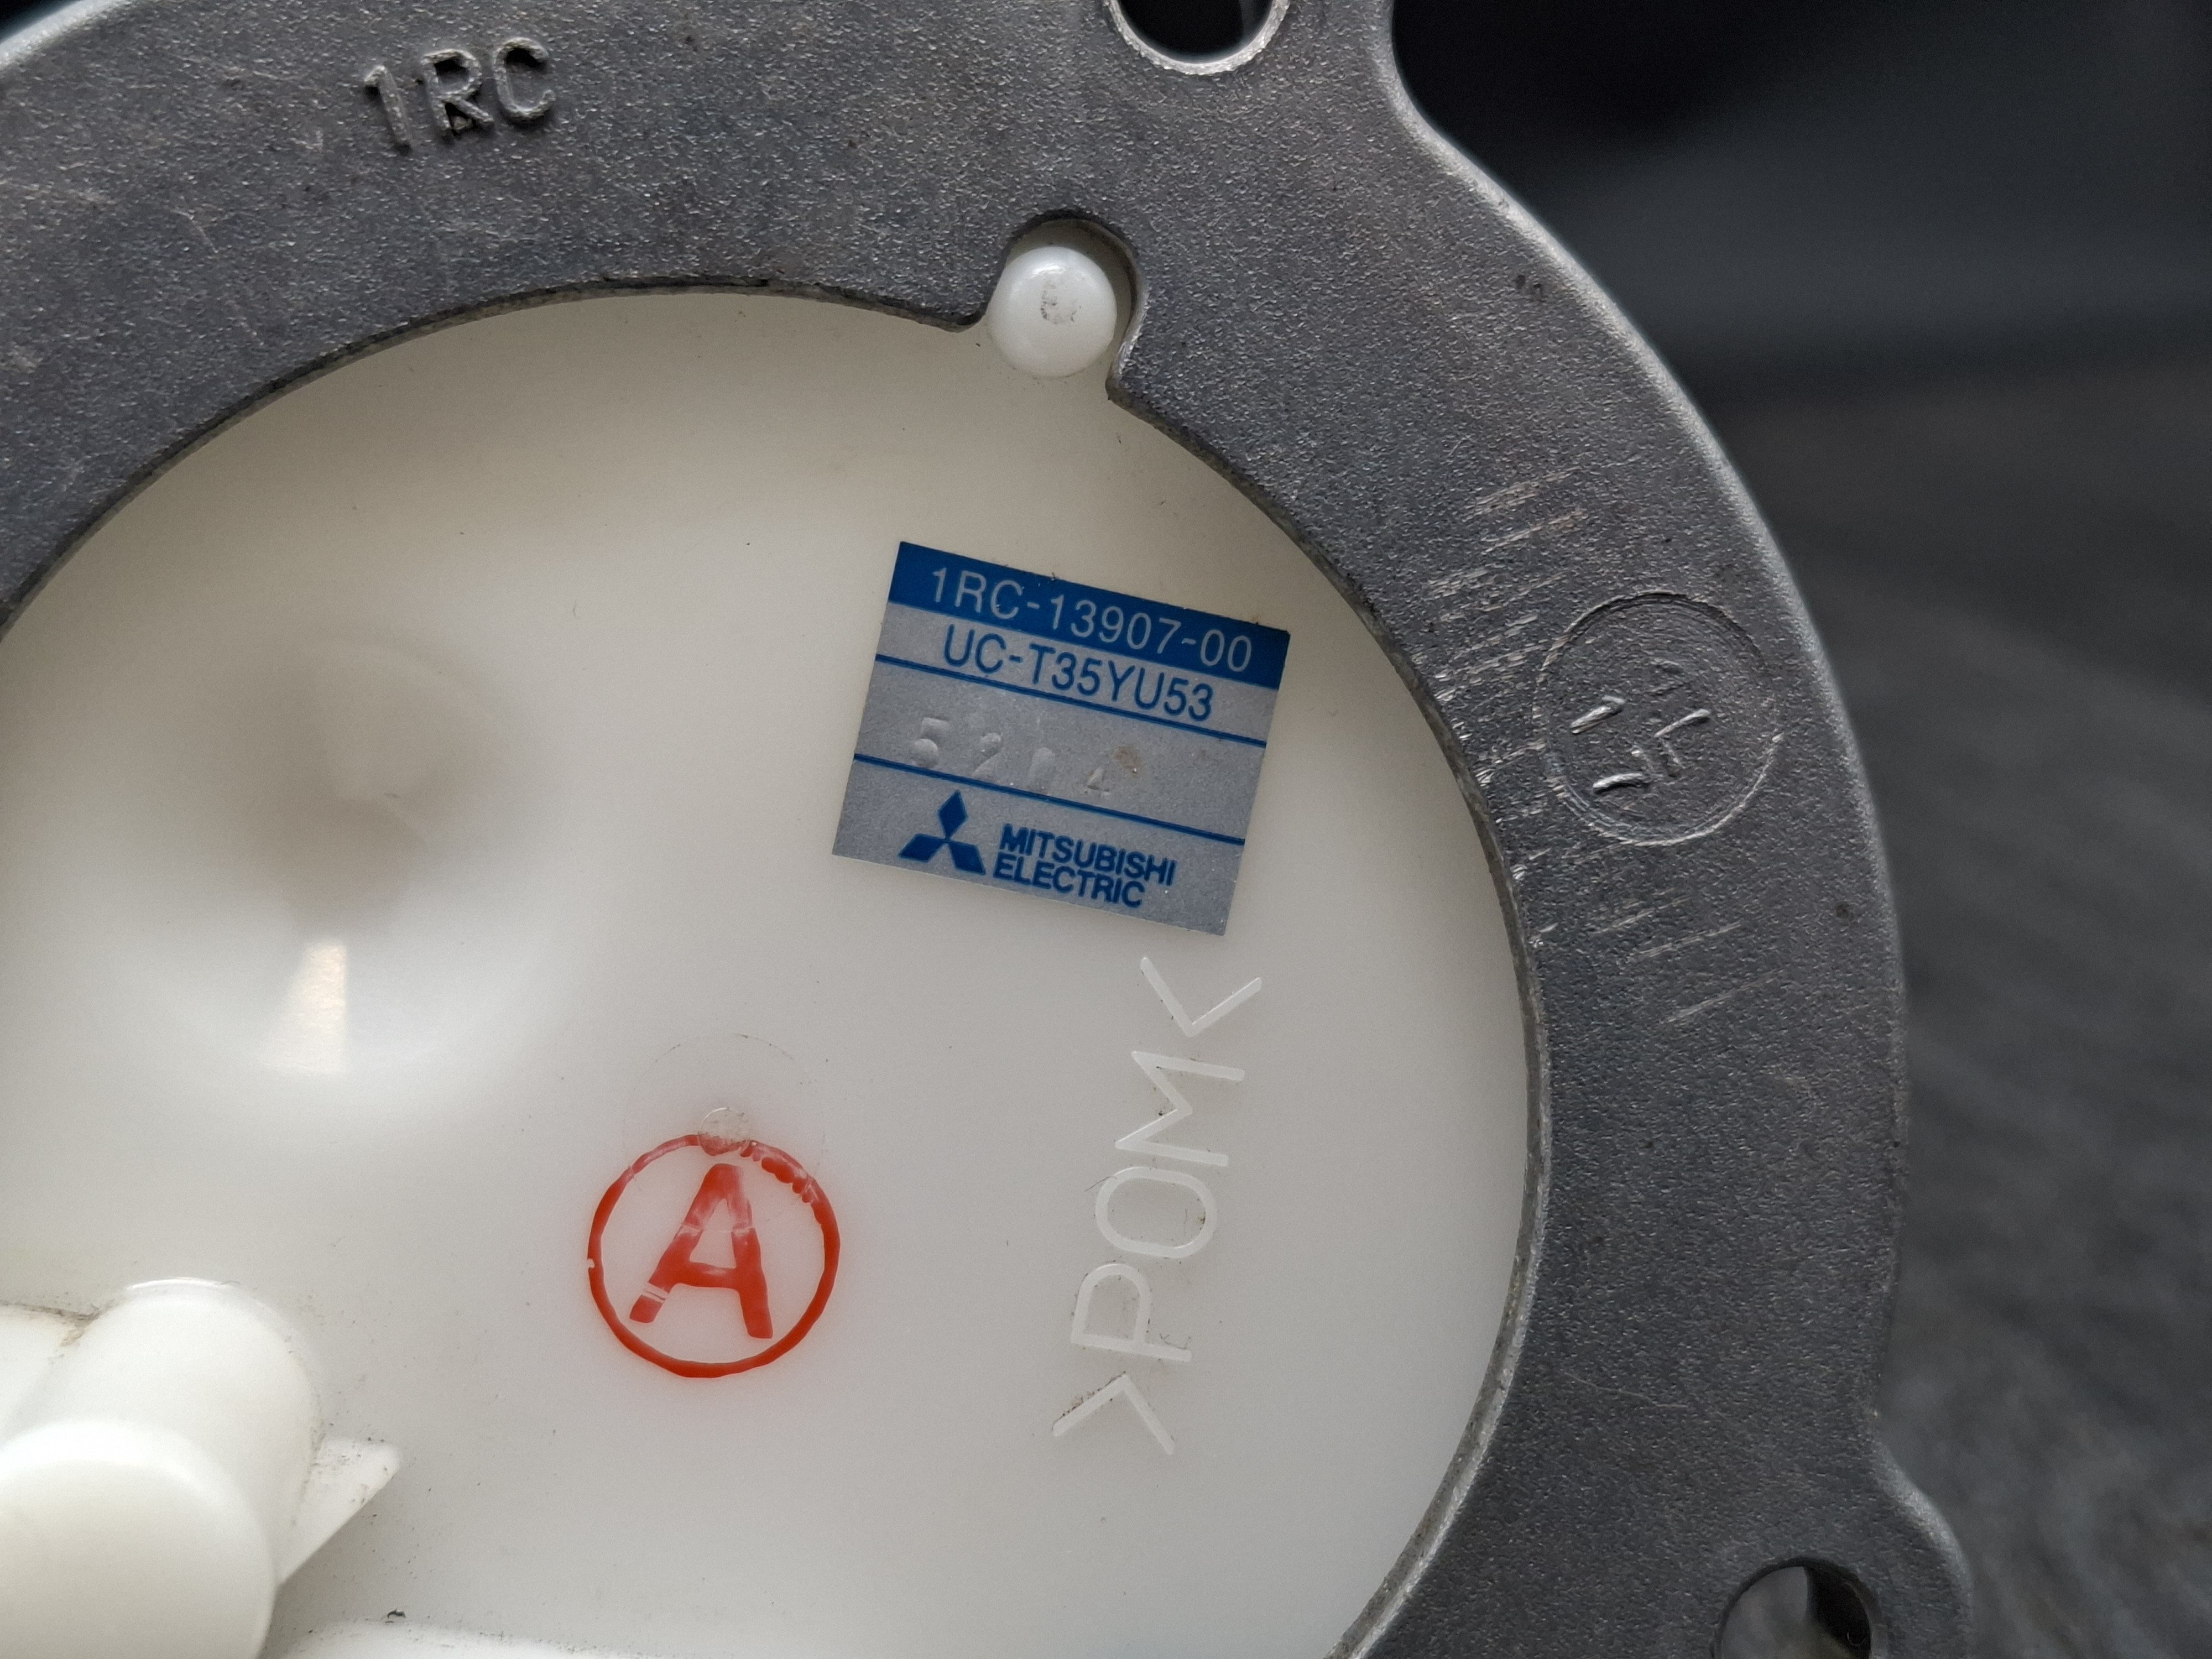 1RC
1RC-13907-00
UC-T35YU53
MITSUBISHI
ELECTRIC
>POM<
A